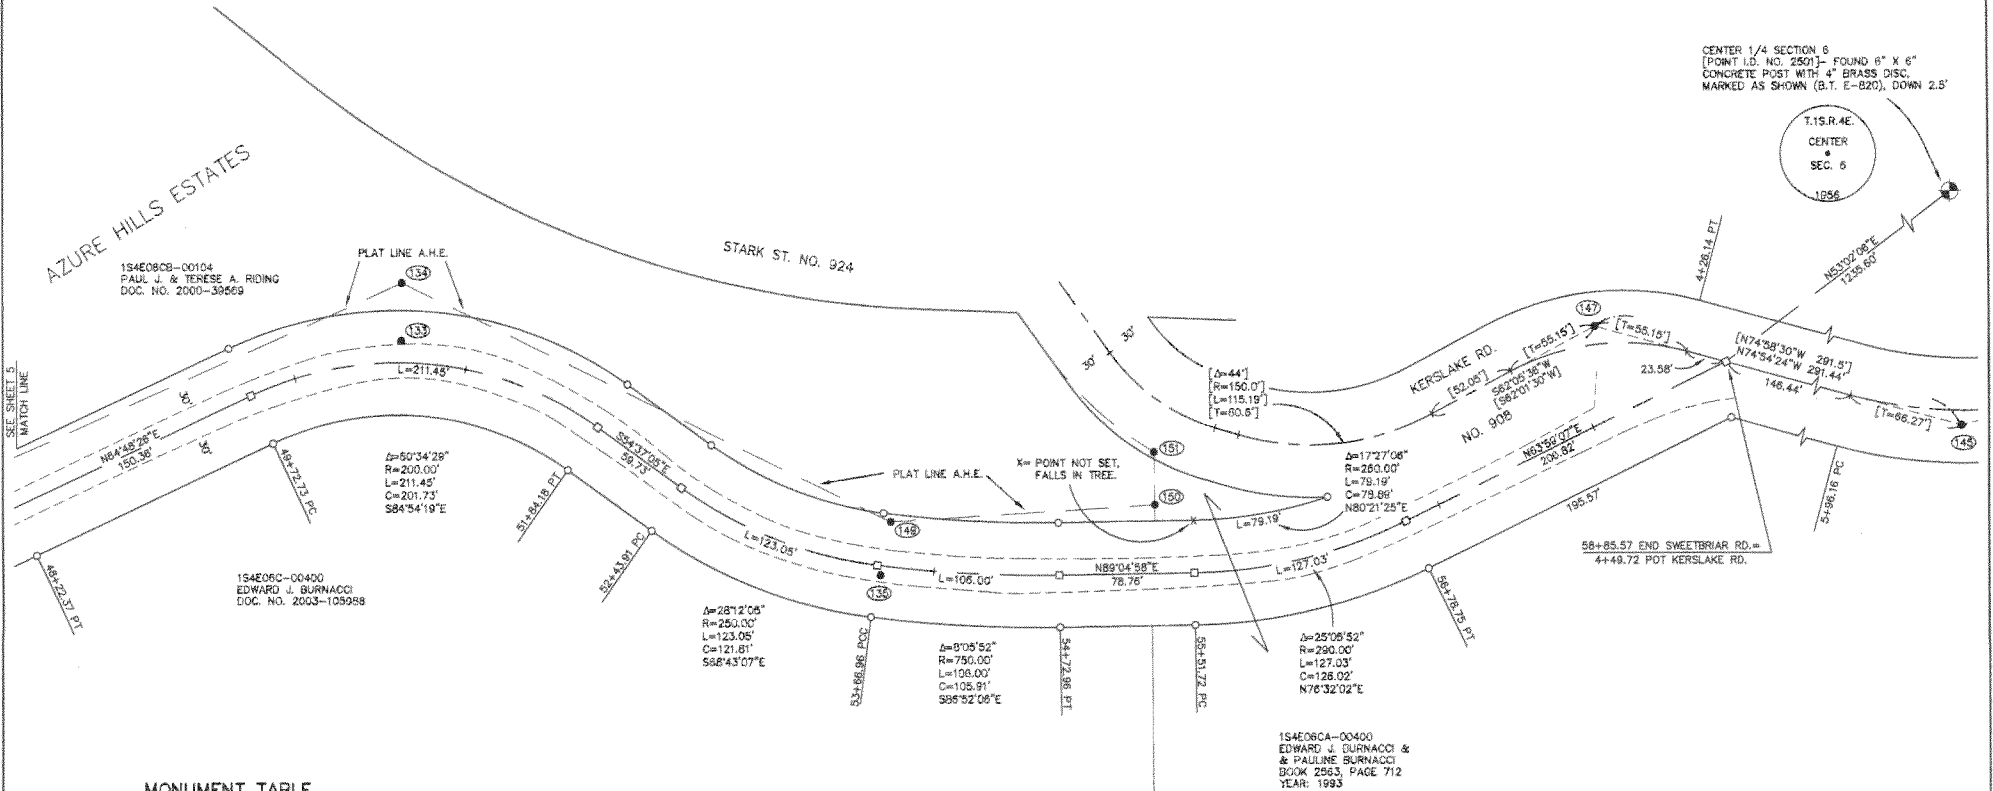 CENTER 1/4 SECTION 6
[POINT I.D. NO. 2501]- FOUND 6" X 6"
CONCRETE POST WITH 4" BRASS DISC,
MARKED AS SHOWN (B.T. E-820), DOWN 2.5'
T.1S.R.4E.
CENTER
SEC. 6
1956
AZURE HILLS ESTATES
1S4E06CB-00104
PAUL J. & TERESE A. RIDING
DOC. NO. 2000-39569
PLAT LINE A.H.E.
134
133
STARK ST. NO. 924
30'
30'
4+26.14 PT
N53°02'06"E
1235.60'
147
[T=55.15']
[T=55.15']
[N74°58'30"W 291.5']
N74°54'24"W 291.44'
23.58'
146.44'
[T=66.27']
145
KERSLAKE RD.
NO. 908
[52.05']
S62°05'36"W
[S62°01'30"W]
[Δ=44']
[R=150.0']
[L=115.19']
[T=60.6']
SEE SHEET 5
MATCH LINE
30'
30'
N64°48'26"E
150.36'
L=211.45'
S54°37'05"E
59.73'
48+22.37 PT
49+72.73 PC
Δ=60°34'29"
R=200.00'
L=211.45'
C=201.73'
S84°54'19"E
51+84.18 PT
52+43.91 PC
1S4E06C-00400
EDWARD J. BURNACCI
DOC. NO. 2003-105988
PLAT LINE A.H.E.
X= POINT NOT SET,
FALLS IN TREE.
151
150
149
135
X
L=79.19'
Δ=17°27'06"
R=260.00'
L=79.19'
C=78.89'
N80°21'25"E
N63°59'07"E
206.82'
195.57'
5+96.16 PC
58+85.57 END SWEETBRIAR RD.=
4+49.72 POT KERSLAKE RD.
L=123.05'
L=106.00'
N89°04'58"E
78.76'
L=127.03'
Δ=28°12'06"
R=250.00'
L=123.05'
C=121.81'
S68°43'07"E
53+66.96 PCC
Δ=8°05'52"
R=750.00'
L=106.00'
C=105.91'
S86°52'06"E
54+72.96 PT
55+51.72 PC
Δ=25°05'52"
R=290.00'
L=127.03'
C=126.02'
N76°32'02"E
56+78.75 PT
1S4E06CA-00400
EDWARD J. BURNACCI &
& PAULINE BURNACCI
BOOK 2563, PAGE 712
YEAR: 1993
MONUMENT TABLE